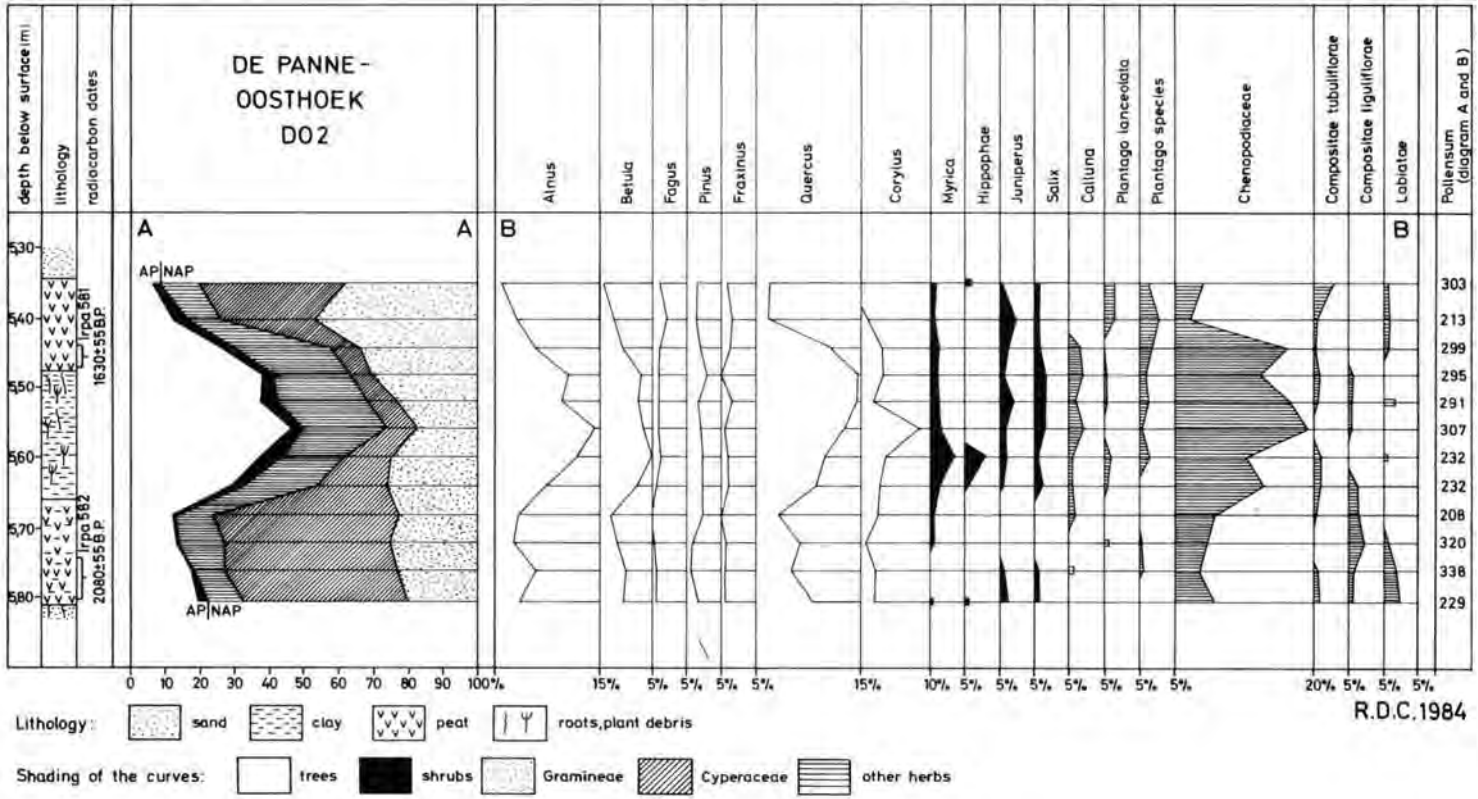 depth below surface (m)
lithology
radiocarbon dates
DE PANNE-
OOSTHOEK
DO2
Alnus
Betula
Fagus
Pinus
Fraxinus
Quercus
Corylus
Myrica
Hippophae
Juniperus
Salix
Calluna
Plantago lanceolata
Plantago species
Chenopodiaceae
Compositae tubuliflorae
Compositae liguliflorae
Labiatae
Pollensum
(diagram A and B)
A A B B
AP NAP
530
540
550
560
570
580
Irpa 581
1630±55 B.P.
Irpa 582
2080±55 B.P.
303
213
299
295
291
307
232
232
208
320
338
229
AP NAP
0 10 20 30 40 50 60 70 80 90 100%
15% 5% 5% 5% 5% 15% 10% 5% 5% 5% 5% 5% 5% 5% 20% 5% 5% 5%
R.D.C. 1984
Lithology: sand clay peat roots, plant debris
Shading of the curves: trees shrubs Gramineae Cyperaceae other herbs